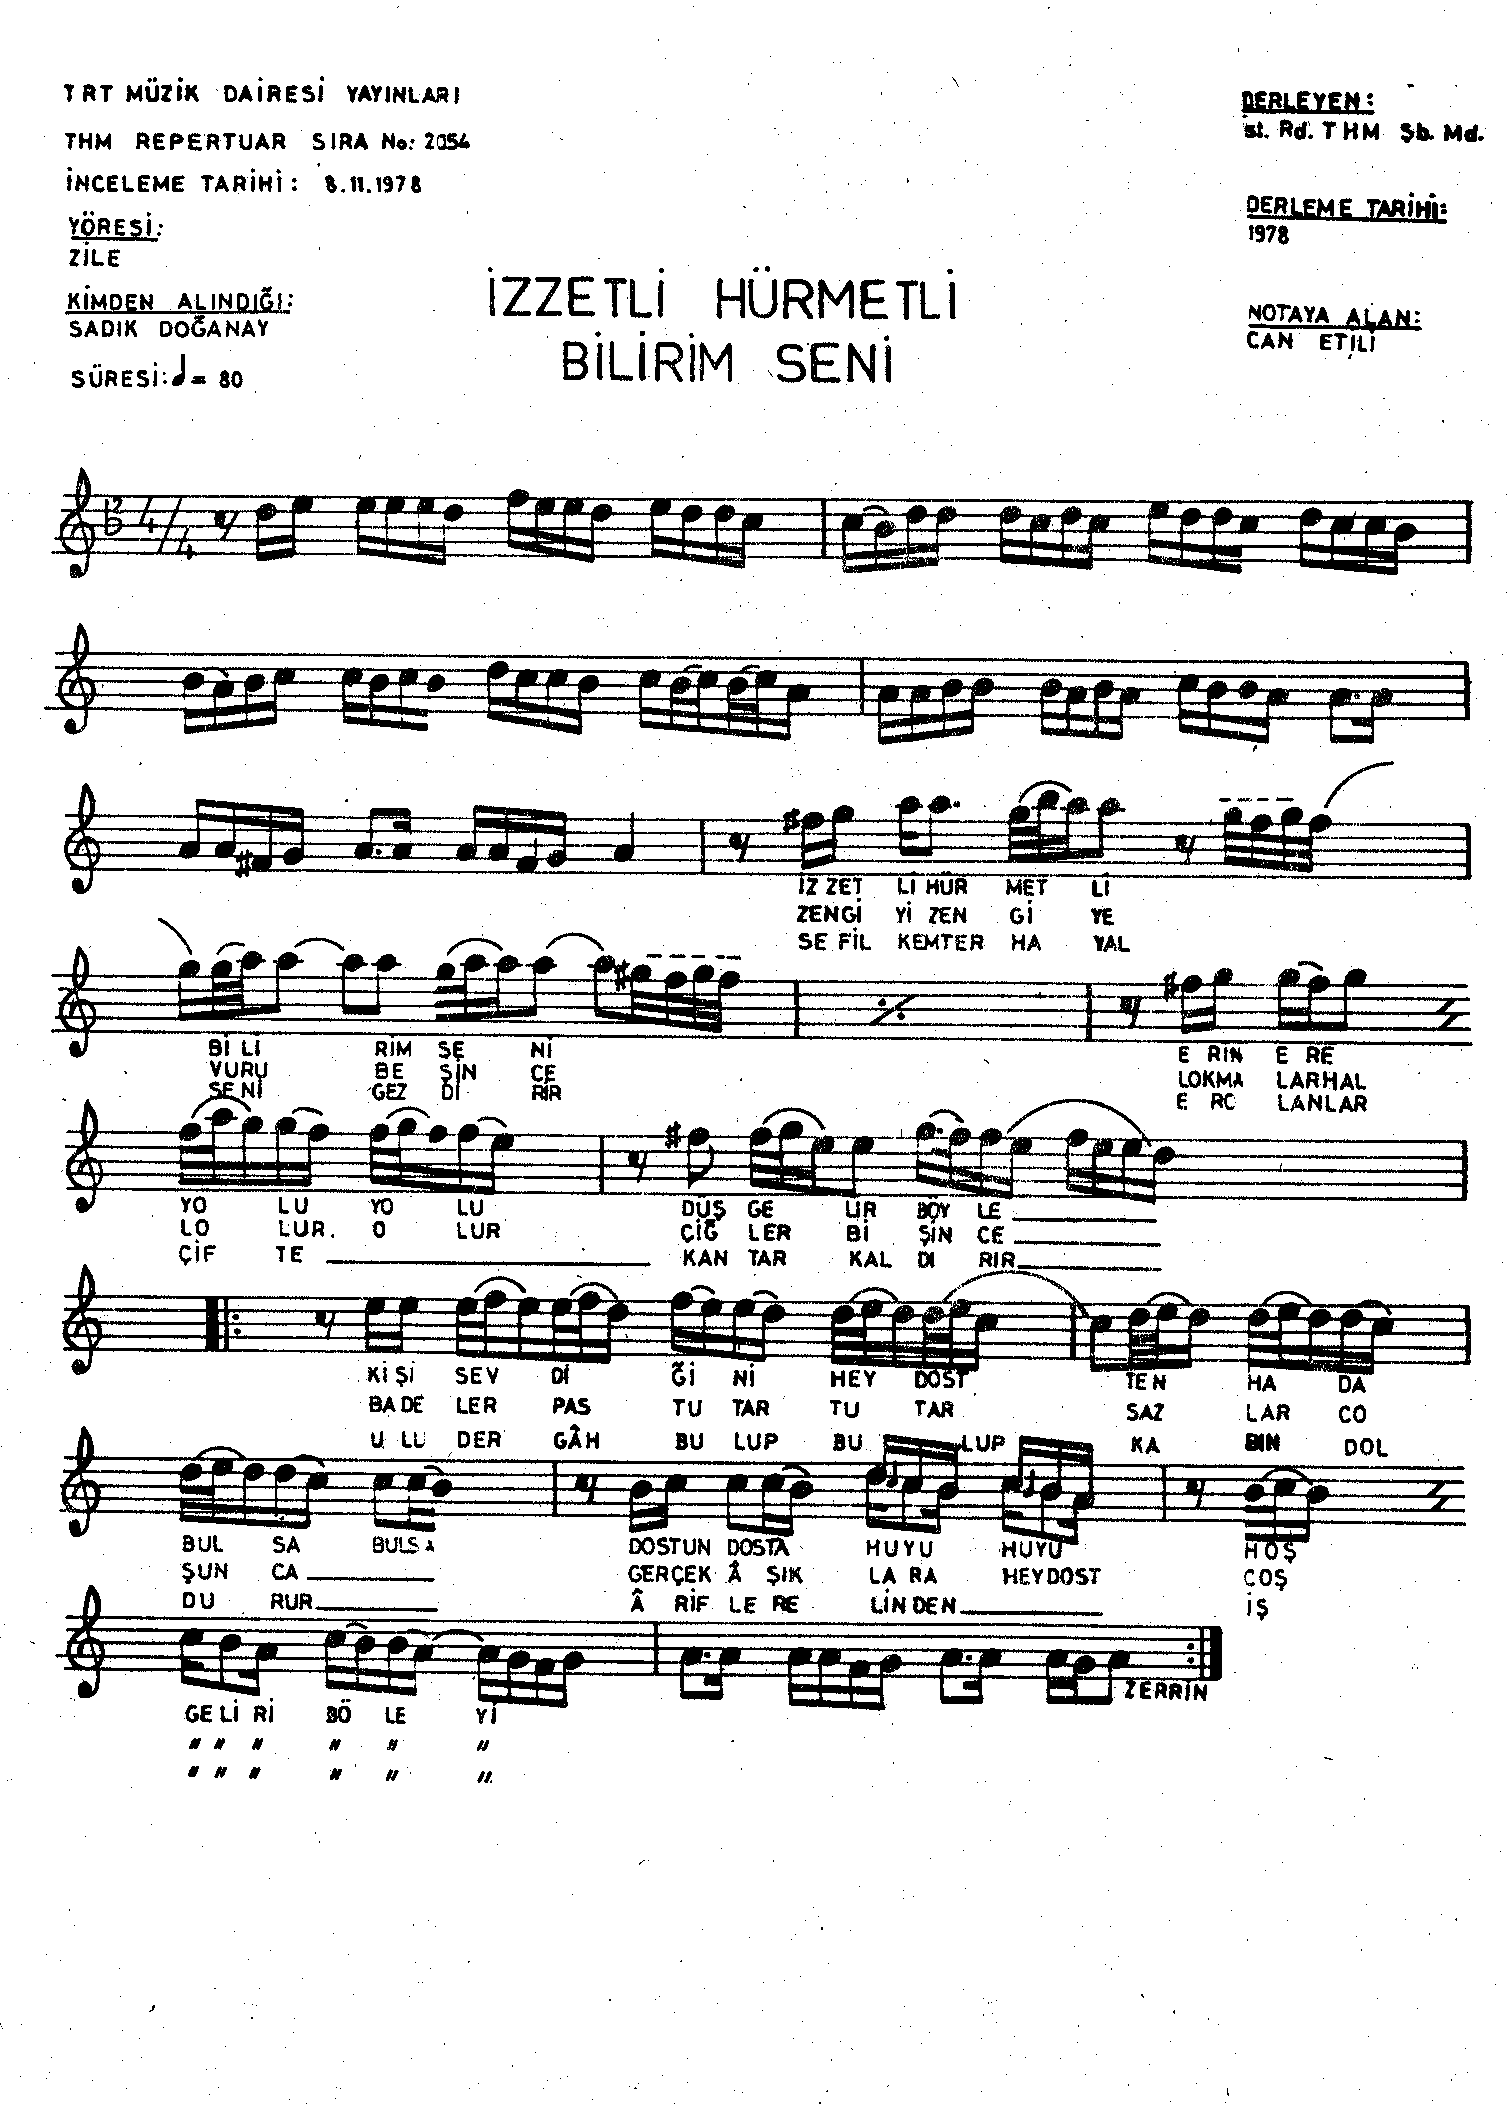 TRT MÜZİK DAİRESİ YAYINLARI
THM REPERTUAR SIRA No: 2054
İNCELEME TARİHİ: 8.11.1978
YÖRESİ:
ZİLE
KİMDEN ALINDIĞI:
SADIK DOĞANAY
SÜRESİ: = 80
DERLEYEN:
İst. Rd. THM Şb. Md.
DERLEME TARİHİ:
1978
NOTAYA ALAN:
CAN ETİLİ
İZZETLİ HÜRMETLİ
BİLİRİM SENİ
4/4
İZ ZET Lİ HÜR MET Lİ
ZENGİ Yİ ZEN Gİ YE
SE FİL KEMTER HA YAL
Bİ Lİ RİM SE Nİ E RİN E RE
VURU BE ŞİN CE LOKMA LARHAL
SE Nİ GEZ Dİ RİR E RO LANLAR
YO LU YO LU DÜŞ GE LİR BÖY LE
LO LUR. O LUR ÇİĞ LER Bİ ŞİN CE
ÇİF TE KAN TAR KAL DI RIR
Kİ Şİ SEV Dİ Ğİ Nİ HEY DOST TEN HA DA
BA DE LER PAS TU TAR TU TAR SAZ LAR CO
U LU DER GÂH BU LUP BU LUP KA BIN DOL
BUL SA BULSA DOSTUN DOSTA HUYU HUYU HOŞ
ŞUN CA GERÇEK Â ŞIK LA RA HEYDOST COŞ
DU RUR Â RİF LE RE LİN DEN İŞ
ZERRİN
GE Lİ Rİ BÖ LE Yİ
" " " " " "
" " " " " "